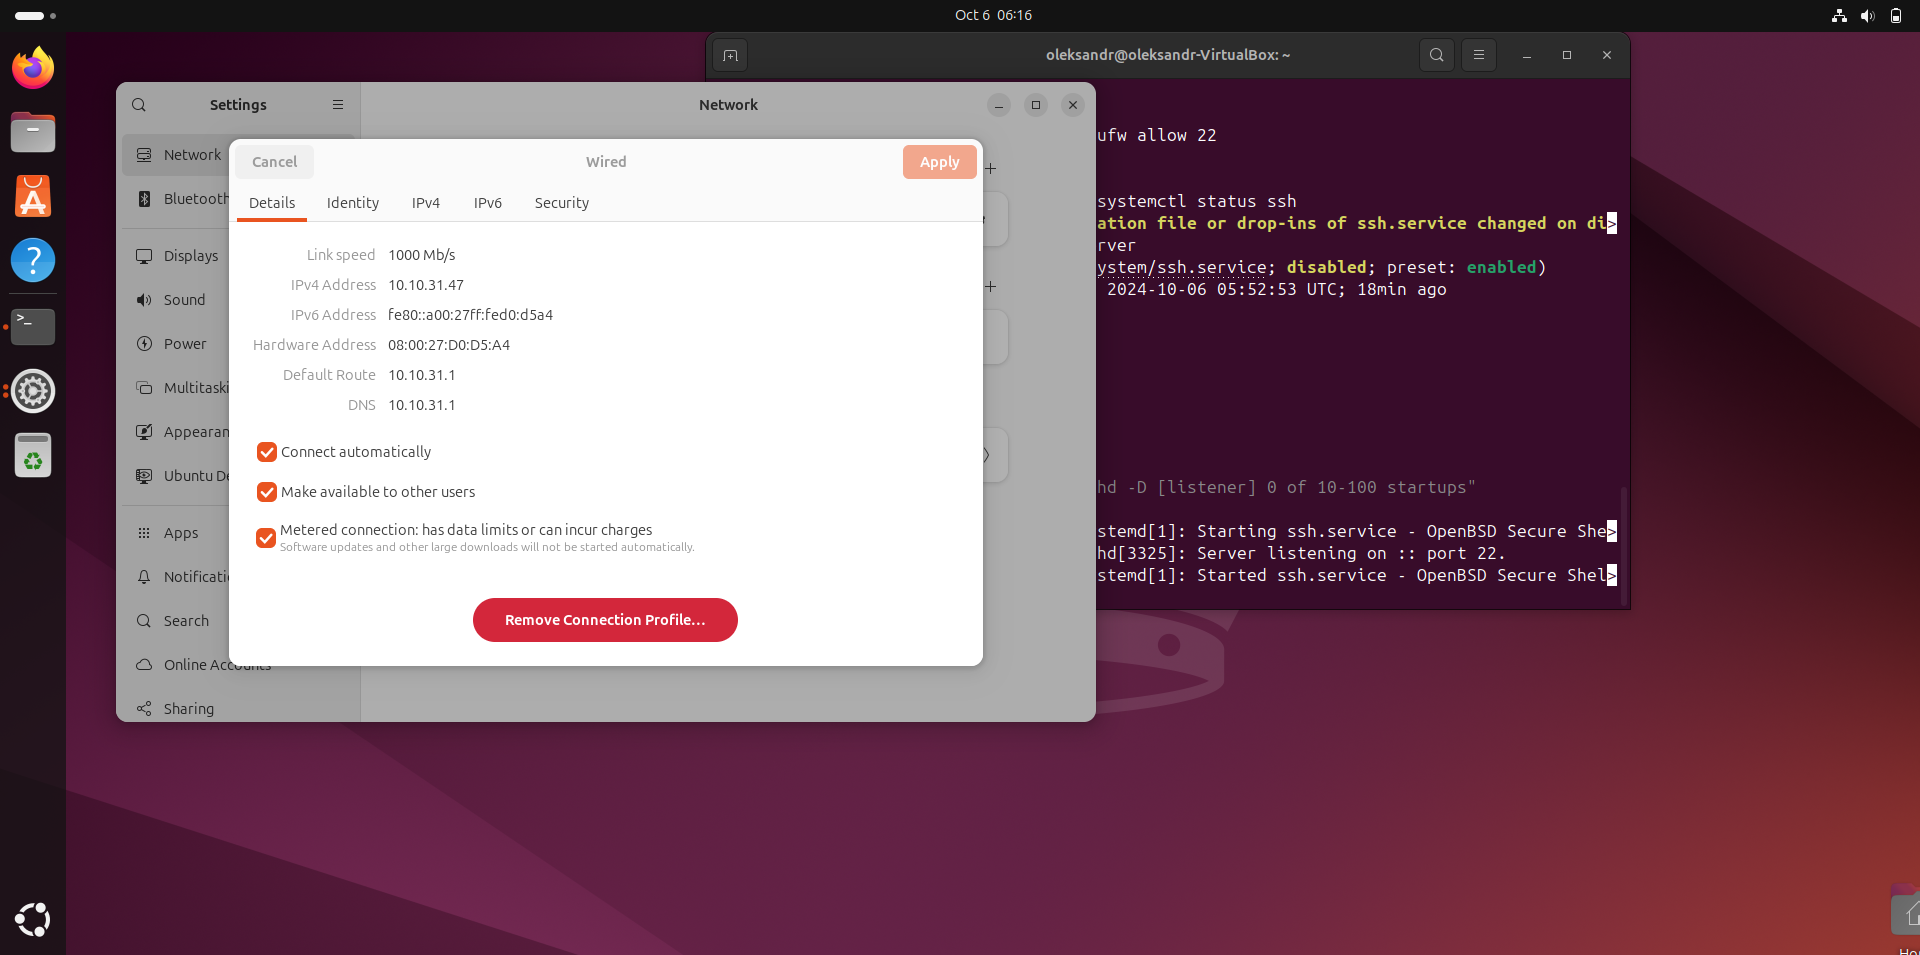 Oct 6 06:16
oleksandr@oleksandr-VirtualBox: ~
Settings
Network
Network
Bluetooth
Displays
Sound
Power
Multitaski
Appearan
Ubuntu De
Apps
Notificati
Search
Online Accounts
Sharing
Cancel
Wired
Apply
Details
Identity
IPv4
IPv6
Security
Link speed 1000 Mb/s
IPv4 Address 10.10.31.47
IPv6 Address fe80::a00:27ff:fed0:d5a4
Hardware Address 08:00:27:D0:D5:A4
Default Route 10.10.31.1
DNS 10.10.31.1
Connect automatically
Make available to other users
Metered connection: has data limits or can incur charges
Software updates and other large downloads will not be started automatically.
Remove Connection Profile…
ufw allow 22
systemctl status ssh
ation file or drop-ins of ssh.service changed on di>
rver
ystem/ssh.service; disabled; preset: enabled)
2024-10-06 05:52:53 UTC; 18min ago
hd -D [listener] 0 of 10-100 startups"
stemd[1]: Starting ssh.service - OpenBSD Secure She>
hd[3325]: Server listening on :: port 22.
stemd[1]: Started ssh.service - OpenBSD Secure Shel>